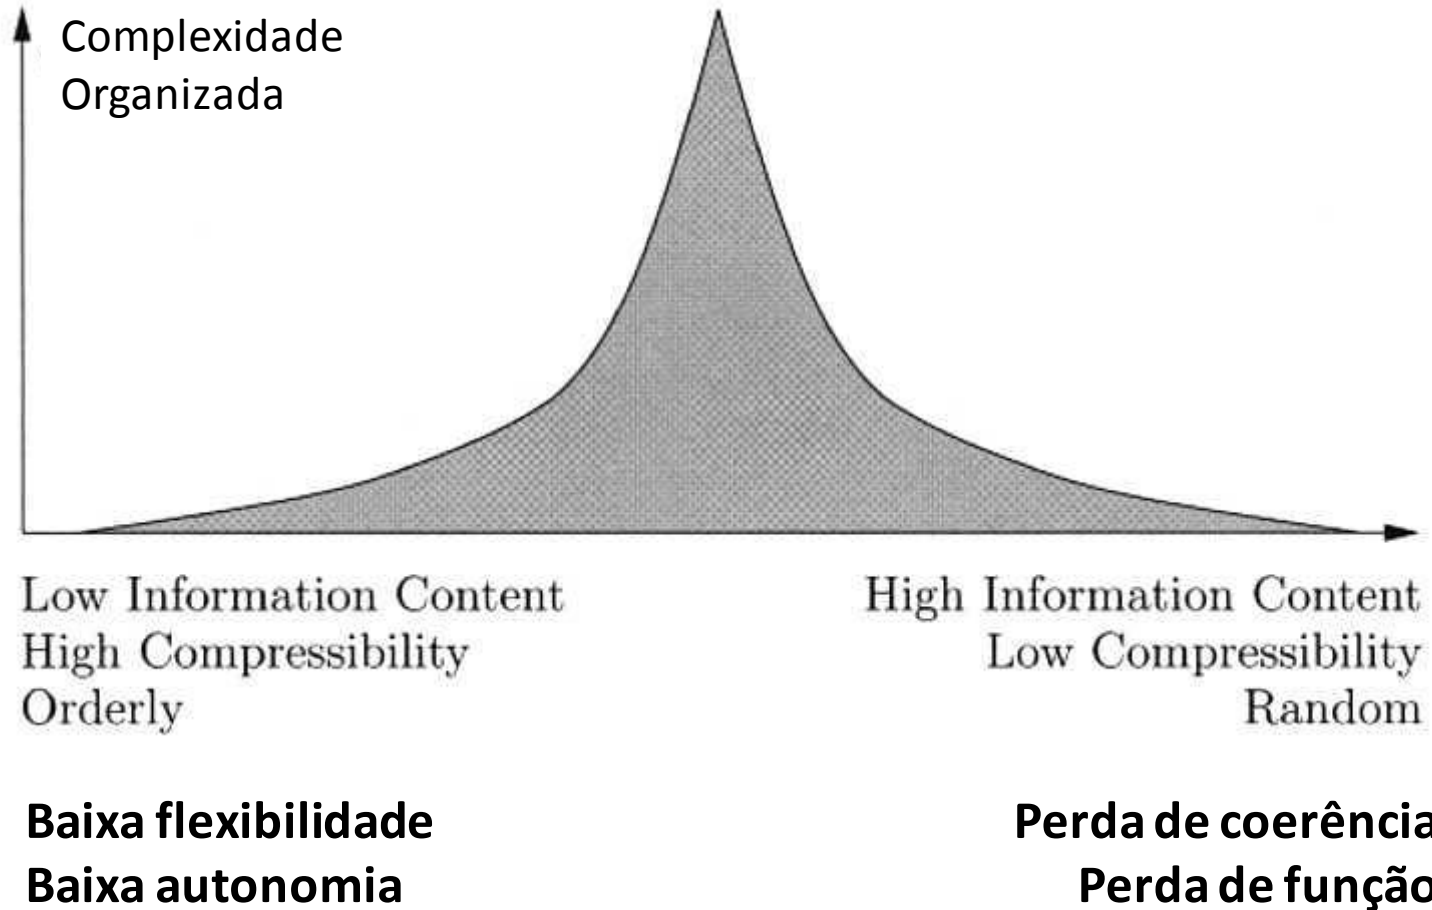 Complexidade
Organizada
Low Information Content
High Compressibility
Orderly
High Information Content
Low Compressibility
Random
Baixa flexibilidade
Baixa autonomia
Perda de coerência
Perda de função